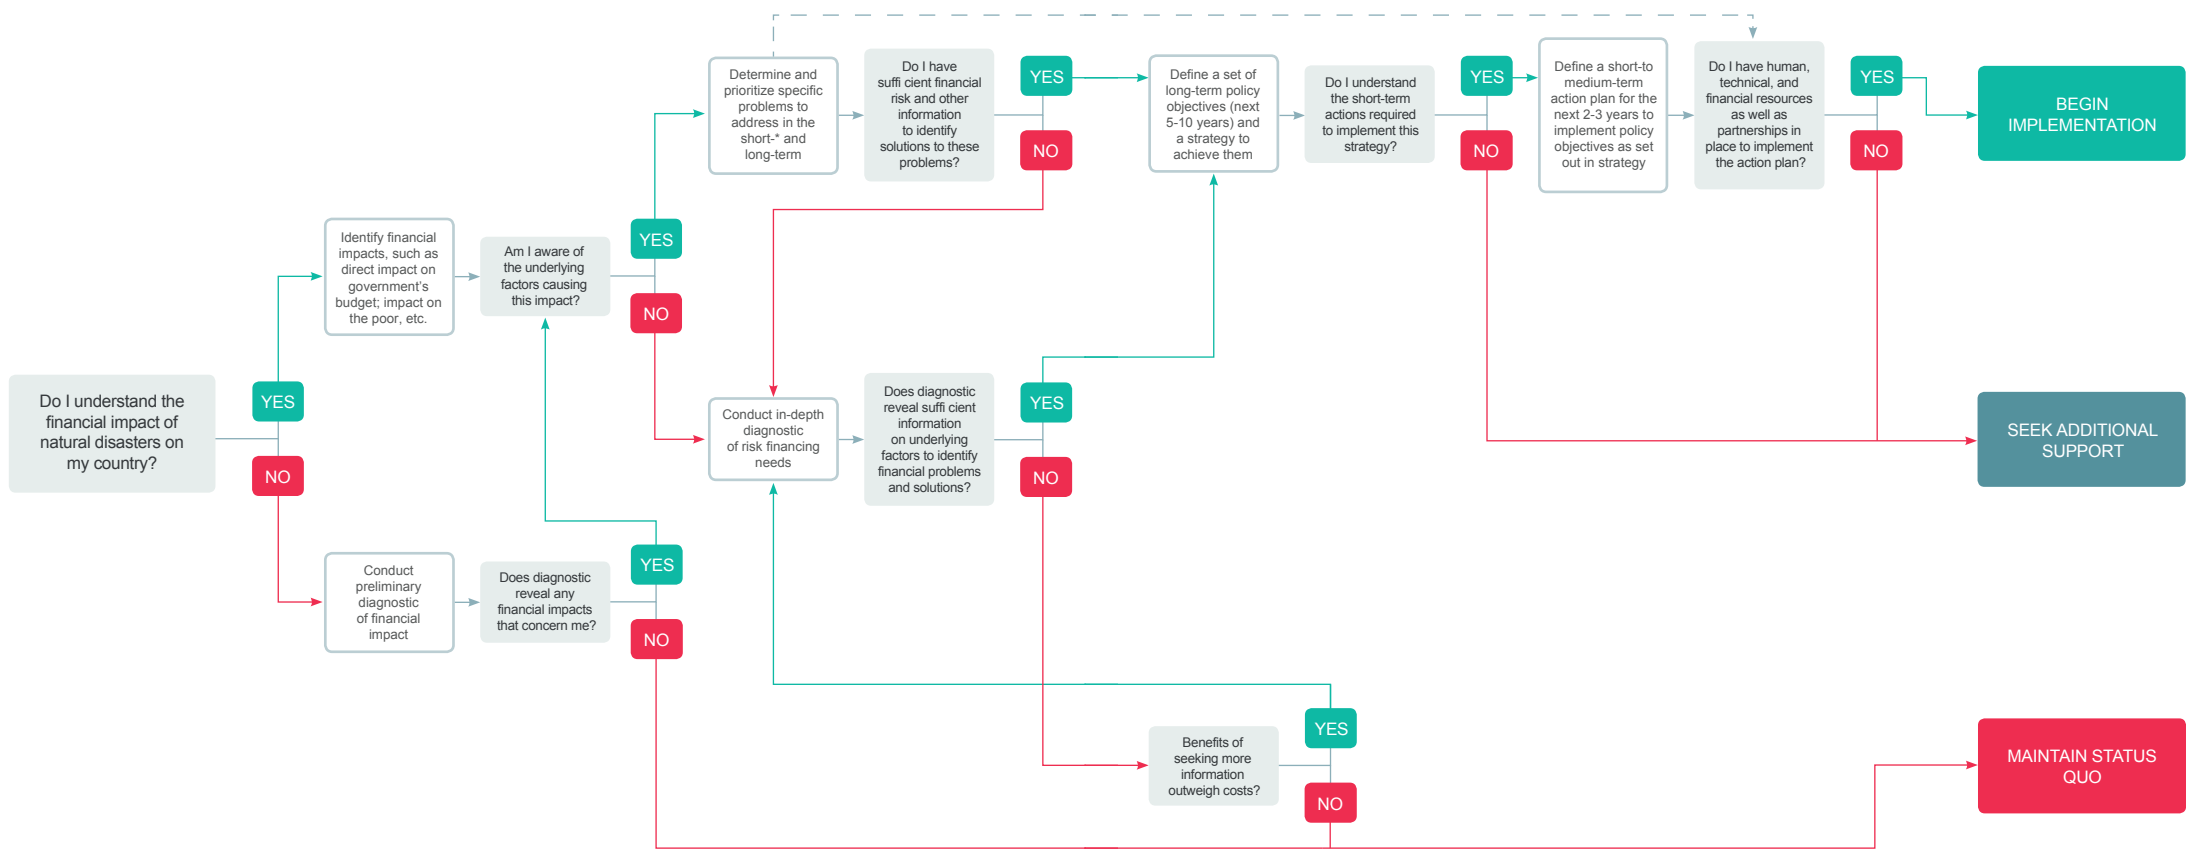 Do I understand the
financial impact of
natural disasters on
my country?
YES
NO
Identify financial
impacts, such as
direct impact on
government's
budget; impact on
the poor, etc.
Am I aware of
the underlying
factors causing
this impact?
YES
NO
Conduct
preliminary
diagnostic
of financial
impact
Does diagnostic
reveal any
financial impacts
that concern me?
YES
NO
Determine and
prioritize specific
problems to
address in the
short-* and
long-term
Do I have
suffi cient financial
risk and other
information
to identify
solutions to these
problems?
YES
NO
Conduct in-depth
diagnostic
of risk financing
needs
Does diagnostic
reveal suffi cient
information
on underlying
factors to identify
financial problems
and solutions?
YES
NO
Define a set of
long-term policy
objectives (next
5-10 years) and
a strategy to
achieve them
Do I understand
the short-term
actions required
to implement this
strategy?
YES
NO
Benefits of
seeking more
information
outweigh costs?
YES
NO
Define a short-to
medium-term
action plan for the
next 2-3 years to
implement policy
objectives as set
out in strategy
Do I have human,
technical, and
financial resources
as well as
partnerships in
place to implement
the action plan?
YES
NO
BEGIN
IMPLEMENTATION
SEEK ADDITIONAL
SUPPORT
MAINTAIN STATUS
QUO